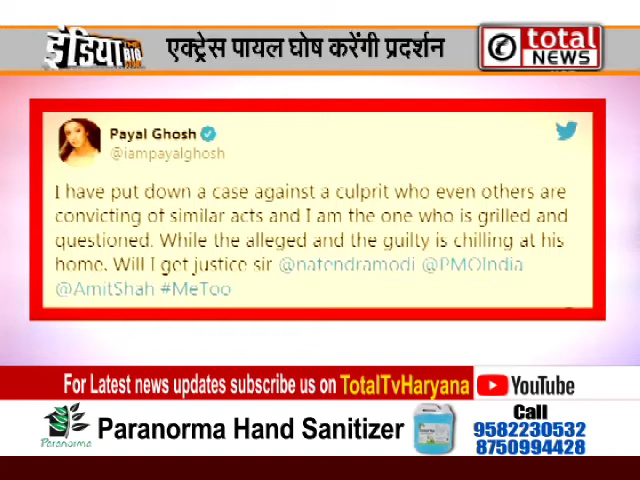 इंडिया एक्ट्रेस पायल घोष करेंगी प्रदर्शन total
NEWS
Payal Ghosh
@iampayalghosh
I have put down a case against a culprit who even others are
convicting of similar acts and I am the one who is grilled and
questioned. While the alleged and the guilty is chilling at his
home. Will I get justice sir @natendramodi @PMOIndia
@AmitShah #MeToo
For Latest news updates subscribe us on TotalTvHaryana YouTube
Paranorma Paranorma Hand Sanitizer Call
9582230532
8750994428